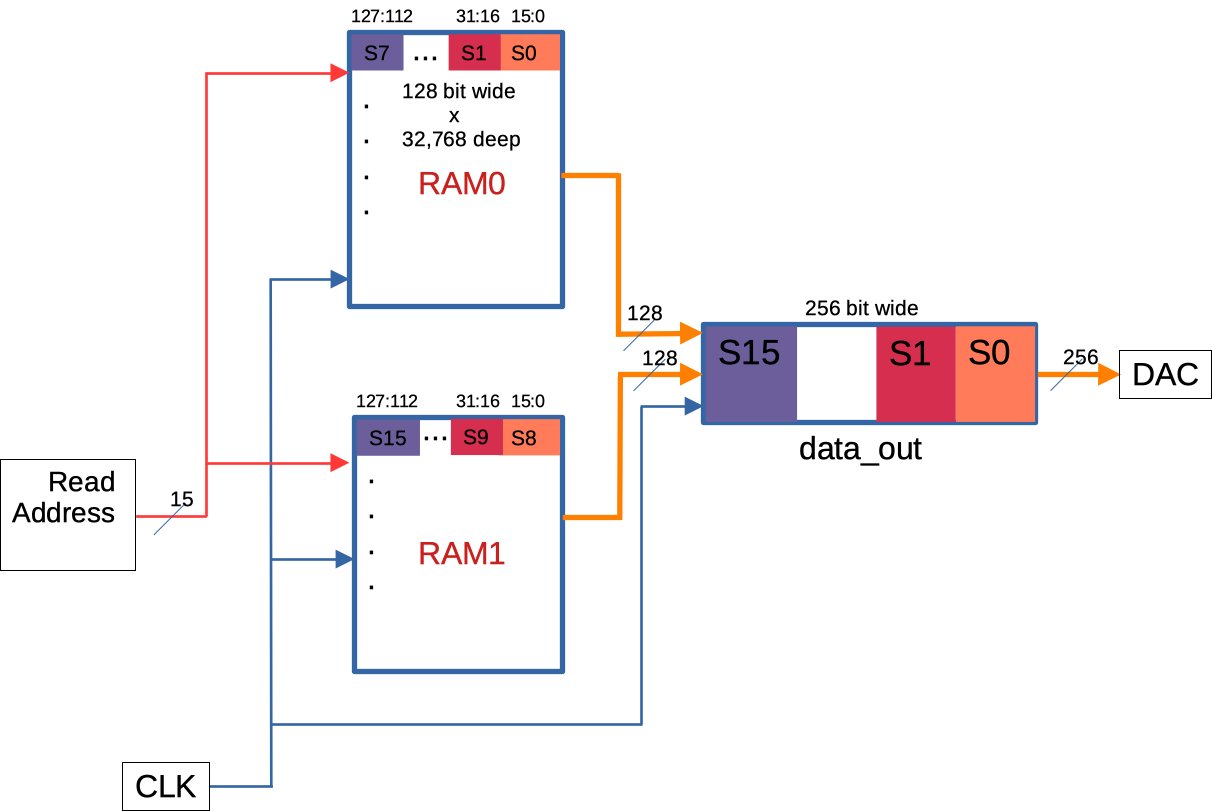 127:112 31:16 15:0
S7 ... S1 S0
128 bit wide
x
32,768 deep
RAM0
128
128
256 bit wide
S15 S1 S0
256
DAC
data_out
127:112 31:16 15:0
S15 ... S9 S8
RAM1
Read
Address
15
CLK